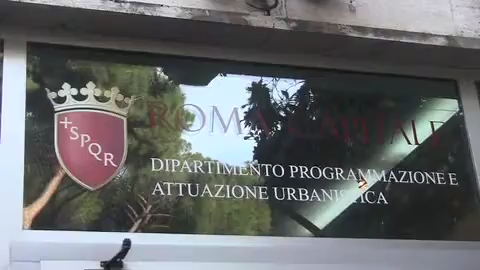 ROMA CAPITALE
SPQR
DIPARTIMENTO PROGRAMMAZIONE E
ATTUAZIONE URBANISTICA